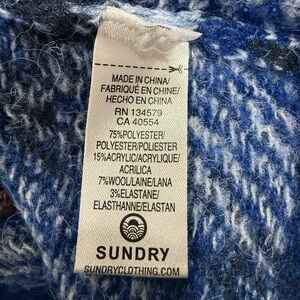 MADE IN CHINA/
FABRIQUÉ EN CHINE/
HECHO EN CHINA
RN 134579
CA 40554
75%POLYESTER/
POLYESTER/POLIESTER
15%ACRYLIC/ACRYLIQUE/
ACRILICA
7%WOOL/LAINE/LANA
3%ELASTANE/
ELASTHANNE/ELASTAN
SUNDRY
SUNDRYCLOTHING.COM